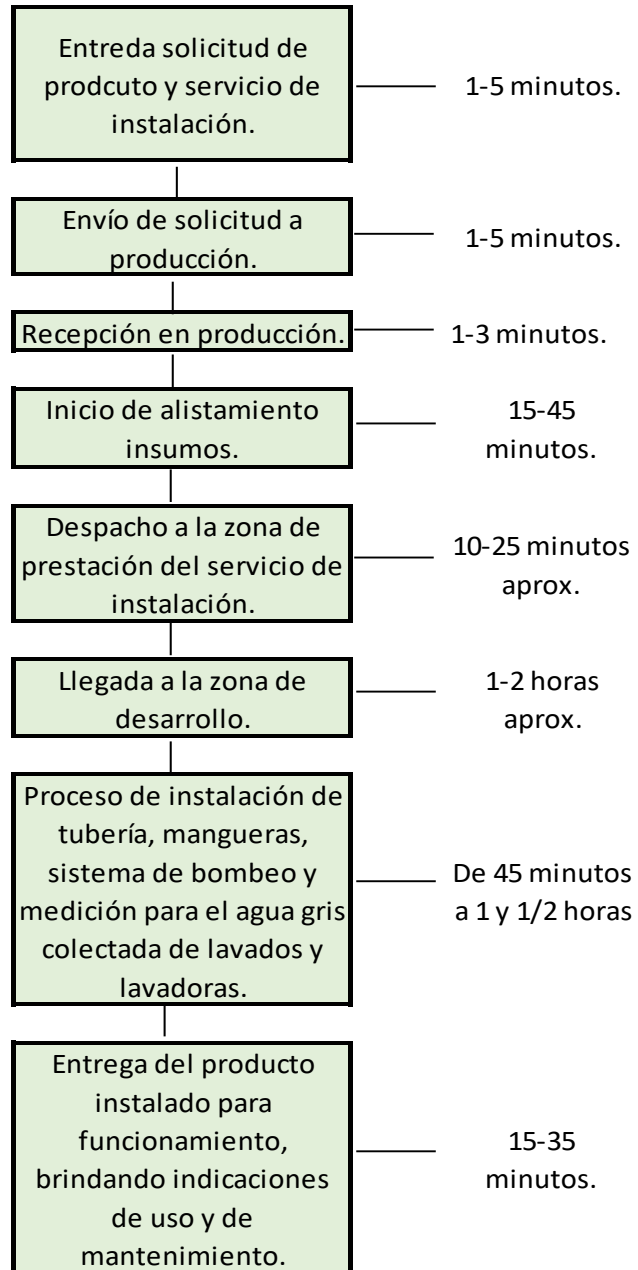 Entreda solicitud de
prodcuto y servicio de
instalación.
1-5 minutos.
Envío de solicitud a
producción.
1-5 minutos.
Recepción en producción.
1-3 minutos.
Inicio de alistamiento
insumos.
15-45
minutos.
Despacho a la zona de
prestación del servicio de
instalación.
10-25 minutos
aprox.
Llegada a la zona de
desarrollo.
1-2 horas
aprox.
Proceso de instalación de
tubería, mangueras,
sistema de bombeo y
medición para el agua gris
colectada de lavados y
lavadoras.
De 45 minutos
a 1 y 1/2 horas
Entrega del producto
instalado para
funcionamiento,
brindando indicaciones
de uso y de
mantenimiento.
15-35
minutos.